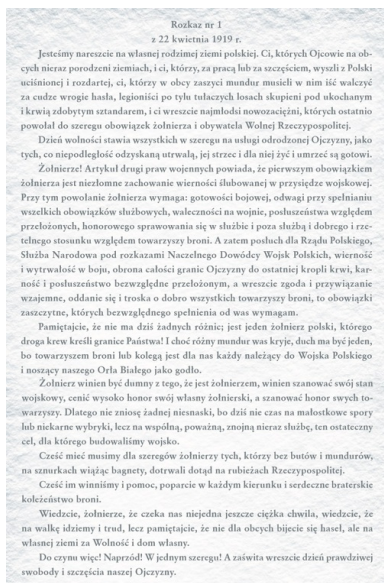 Rozkaz nr 1
z 22 kwietnia 1919 r.
Jesteśmy nareszcie na własnej rodzimej ziemi polskiej. Ci, których Ojcowie na ob-
cych nieraz porodzeni ziemiach, i ci, którzy, za pracą lub za szczęściem, wyszli z Polski
uciśnionej i rozdartej, ci, którzy w obcy zaszyci mundur musieli w nim iść walczyć
za cudze wrogie hasła, legioniści po tylu tułaczych losach skupieni pod ukochanym
i krwią zdobytym sztandarem, i ci wreszcie najmłodsi nowozaciężni, których ostatnio
powołał do szeregu obowiązek żołnierza i obywatela Wolnej Rzeczypospolitej.
Dzień wolności stawia wszystkich w szeregu na usługi odrodzonej Ojczyzny, jako
tych, co niepodległość odzyskaną utrwalą, jej strzec i dla niej żyć i umrzeć są gotowi.
Żołnierze! Artykuł drugi praw wojennych powiada, że pierwszym obowiązkiem
żołnierza jest niezłomne zachowanie wierności ślubowanej w przysiędze wojskowej.
Przy tym powołanie żołnierza wymaga: gotowości bojowej, odwagi przy spełnianiu
wszelkich obowiązków służbowych, waleczności na wojnie, posłuszeństwa względem
przełożonych, honorowego sprawowania się w służbie i poza służbą i dobrego i rze-
telnego stosunku względem towarzyszy broni. A zatem posłuch dla Rządu Polskiego,
Służba Narodowa pod rozkazami Naczelnego Dowódcy Wojsk Polskich, wierność
i wytrwałość w boju, obrona całości granic Ojczyzny do ostatniej kropli krwi, kar-
ność i posłuszeństwo bezwzględne przełożonym, a wreszcie zgoda i przywiązanie
wzajemne, oddanie się i troska o dobro wszystkich towarzyszy broni, to obowiązki
zaszczytne, których bezwzględnego spełnienia od was wymagam.
Pamiętajcie, że nie ma dziś żadnych różnic; jest jeden żołnierz polski, którego
droga krew kreśli granice Państwa! I choć różny mundur was kryje, duch ma być jeden,
bo towarzyszem broni lub kolegą jest dla nas każdy należący do Wojska Polskiego
i noszący naszego Orła Białego jako godło.
Żołnierz winien być dumny z tego, że jest żołnierzem, winien szanować swój stan
wojskowy, cenić wysoko honor swój własny żołnierski, a szanować honor swych to-
warzyszy. Dlatego nie zniosę żadnej niesnaski, bo dziś nie czas na małostkowe spory
lub niekarne wybryki, lecz na wspólną, poważną, znojną nieraz służbę, ten ostateczny
cel, dla którego budowaliśmy wojsko.
Cześć mieć musimy dla szeregów żołnierzy tych, którzy bez butów i mundurów,
na sznurkach wiążąc bagnety, dotrwali dotąd na rubieżach Rzeczypospolitej.
Cześć im winniśmy i pomoc, poparcie w każdym kierunku i serdeczne braterskie
koleżeństwo broni.
Wiedzcie, żołnierze, że czeka nas niejedna jeszcze ciężka chwila, wiedzcie, że
na walkę idziemy i trud, lecz pamiętajcie, że nie dla obcych bijecie się haseł, ale na
własnej ziemi za Wolność i dom własny.
Do czynu więc! Naprzód! W jednym szeregu! A zaświta wreszcie dzień prawdziwej
swobody i szczęścia naszej Ojczyzny.